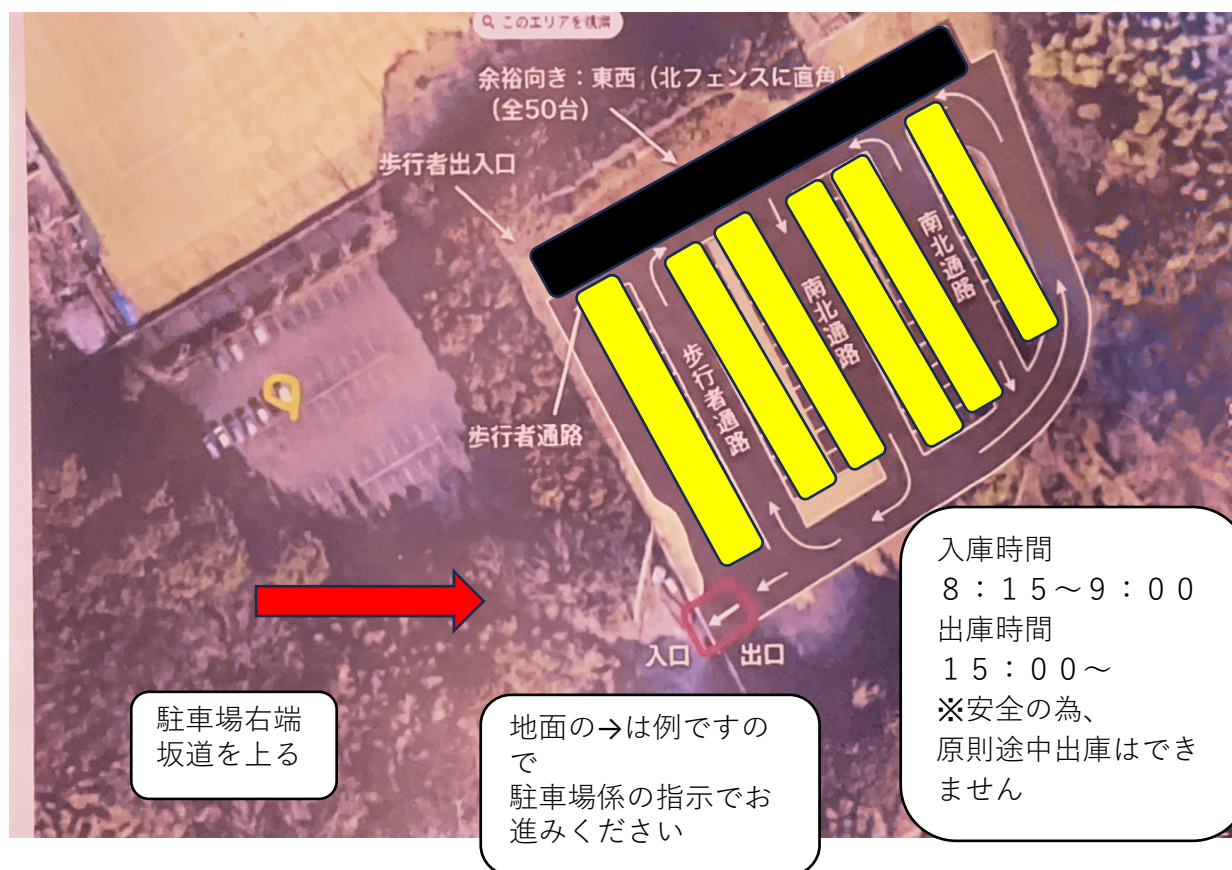 このエリアを検索
余裕向き：東西（北フェンスに直角）
（全50台）
歩行者出入口
南北通路
南北通路
歩行者通路
歩行者通路
入口
出口
駐車場右端
坂道を上る
地面の→は例ですの
で
駐車場係の指示でお
進みください
入庫時間
８：１５～９：００
出庫時間
１５：００～
※安全の為、
原則途中出庫はでき
ません